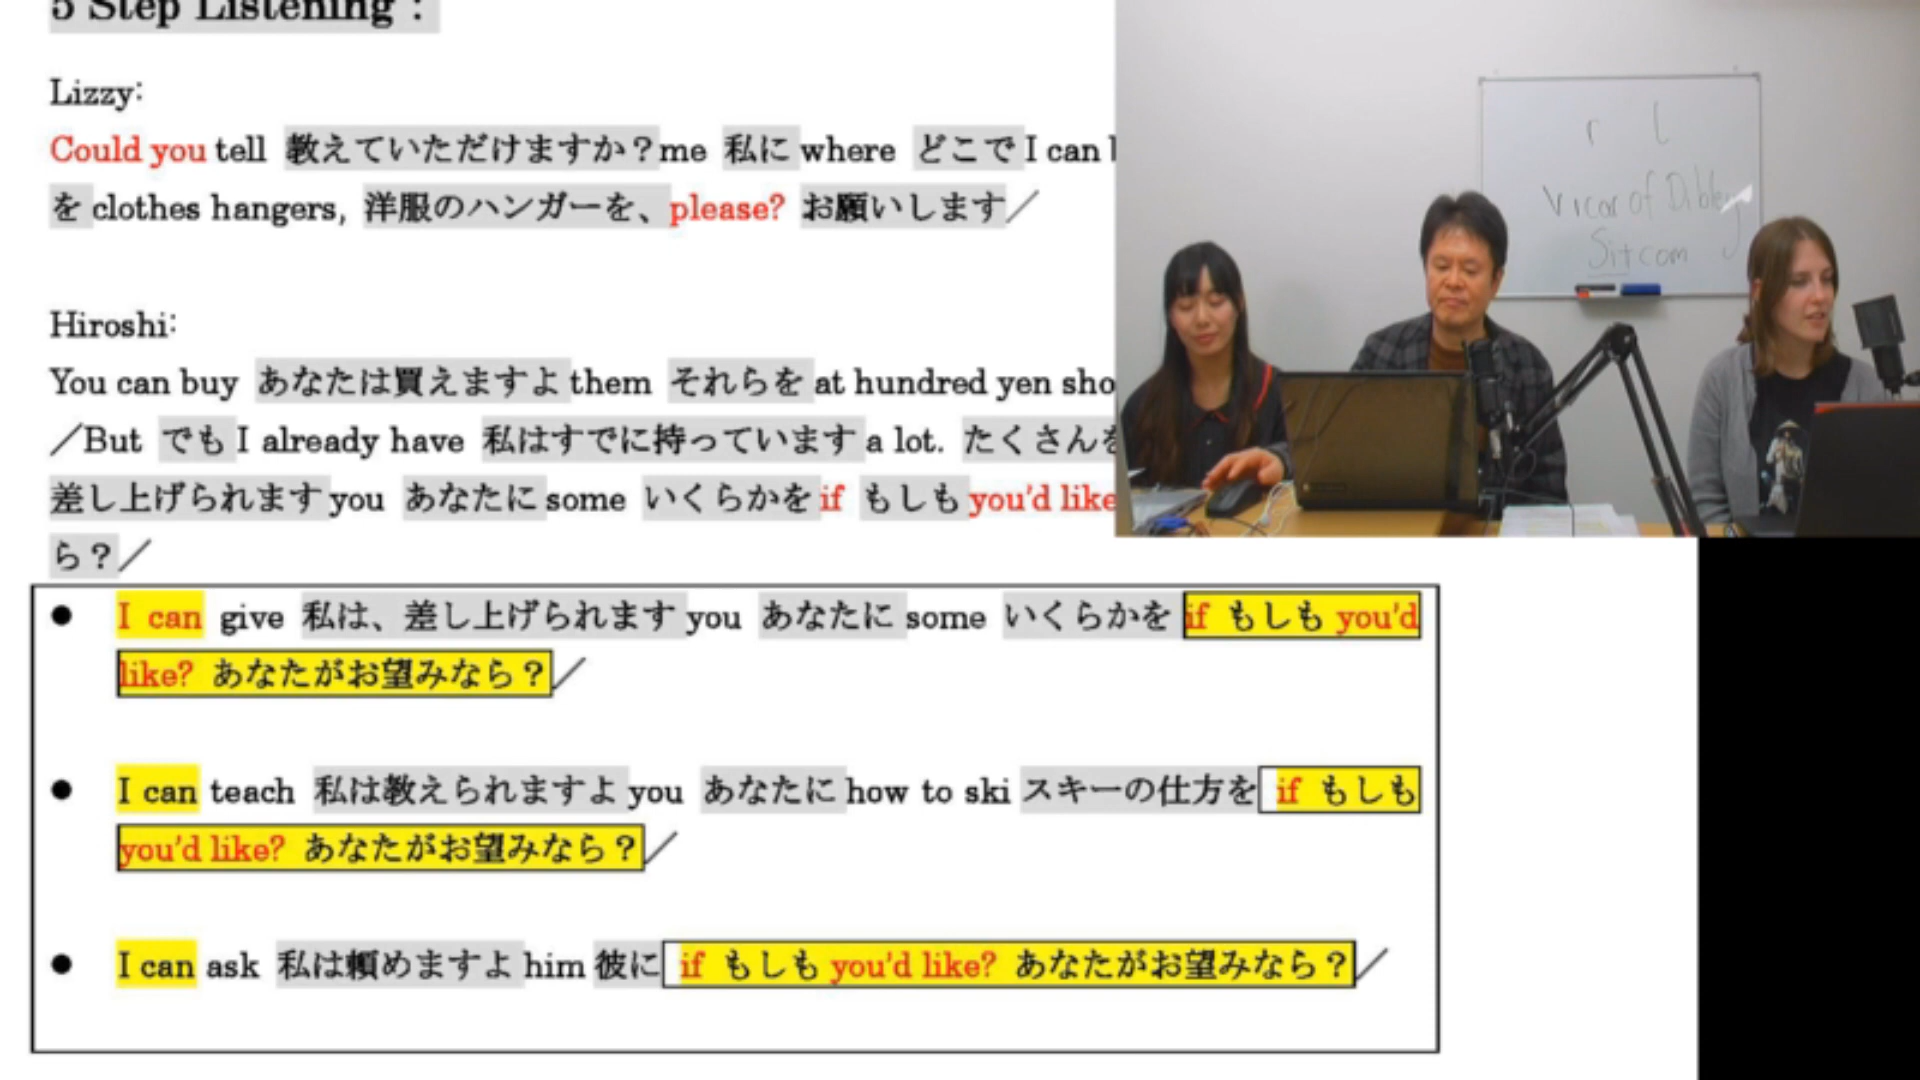 5 Step Listening :
Lizzy:
Could you tell 教えていただけますか？me 私に where どこで I can
を clothes hangers, 洋服のハンガーを、please? お願いします／
Hiroshi:
You can buy あなたは買えますよ them それらを at hundred yen sho
／But でも I already have 私はすでに持っています a lot. たくさんを
差し上げられます you あなたに some いくらかを if もしも you'd like
ら？／
● I can give 私は、差し上げられます you あなたに some いくらかを if もしも you'd
like? あなたがお望みなら？／
● I can teach 私は教えられますよ you あなたに how to ski スキーの仕方を if もしも
you'd like? あなたがお望みなら？／
● I can ask 私は頼めますよ him 彼に if もしも you'd like? あなたがお望みなら？／
r l
Vicar of Dibley
Sitcom